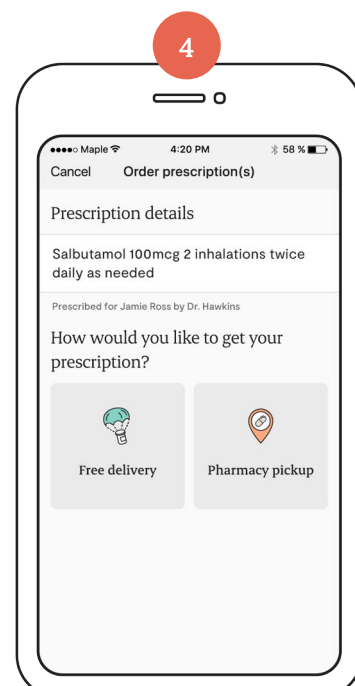 4
Maple 4:20 PM 58 %
Cancel Order prescription(s)
Prescription details
Salbutamol 100mcg 2 inhalations twice
daily as needed
Prescribed for Jamie Ross by Dr. Hawkins
How would you like to get your
prescription?
Free delivery Pharmacy pickup